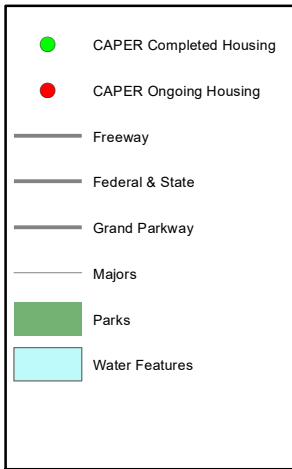 CAPER Completed Housing
CAPER Ongoing Housing
Freeway
Federal & State
Grand Parkway
Majors
Parks
Water Features